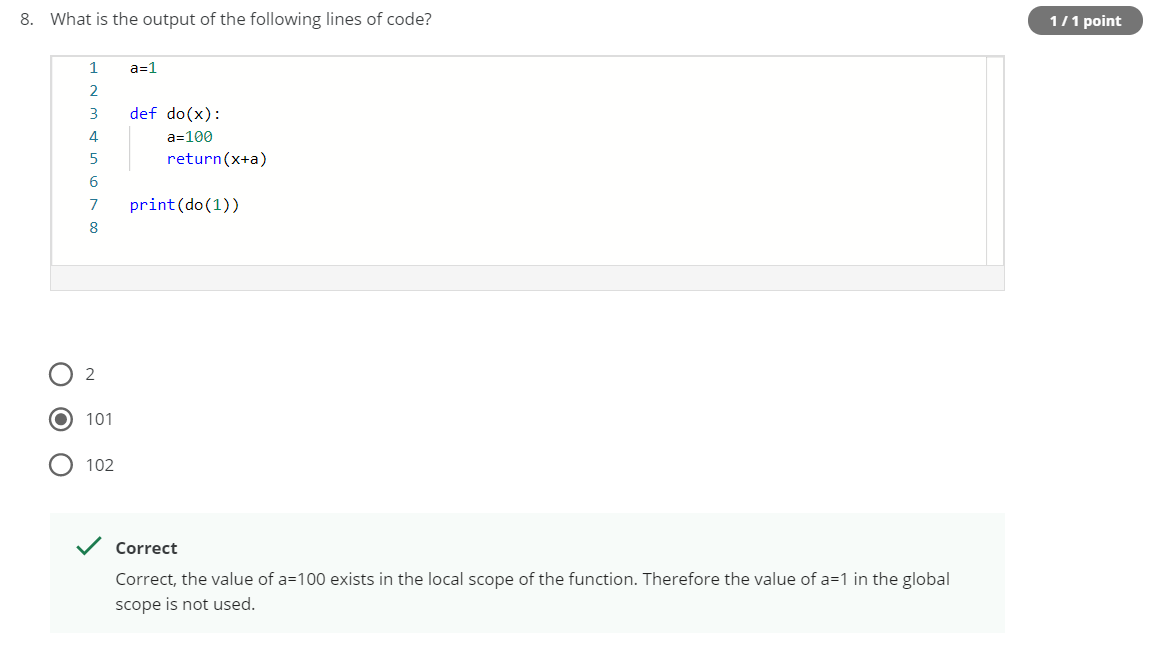 8. What is the output of the following lines of code?
1 / 1 point
1 a=1
2
3 def do(x):
4     a=100
5     return(x+a)
6
7 print(do(1))
8
2
101
102
Correct
Correct, the value of a=100 exists in the local scope of the function. Therefore the value of a=1 in the global
scope is not used.